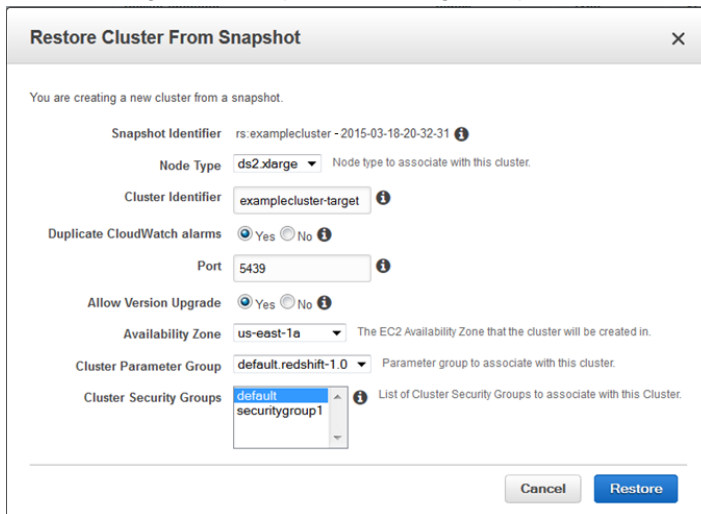 Restore Cluster From Snapshot
You are creating a new cluster from a snapshot.
Snapshot Identifier rs:examplecluster - 2015-03-18-20-32-31
Node Type ds2.xlarge Node type to associate with this cluster.
Cluster Identifier examplecluster-target
Duplicate CloudWatch alarms Yes No
Port 5439
Allow Version Upgrade Yes No
Availability Zone us-east-1a The EC2 Availability Zone that the cluster will be created in.
Cluster Parameter Group default.redshift-1.0 Parameter group to associate with this cluster.
Cluster Security Groups default List of Cluster Security Groups to associate with this Cluster.
securitygroup1
Cancel Restore